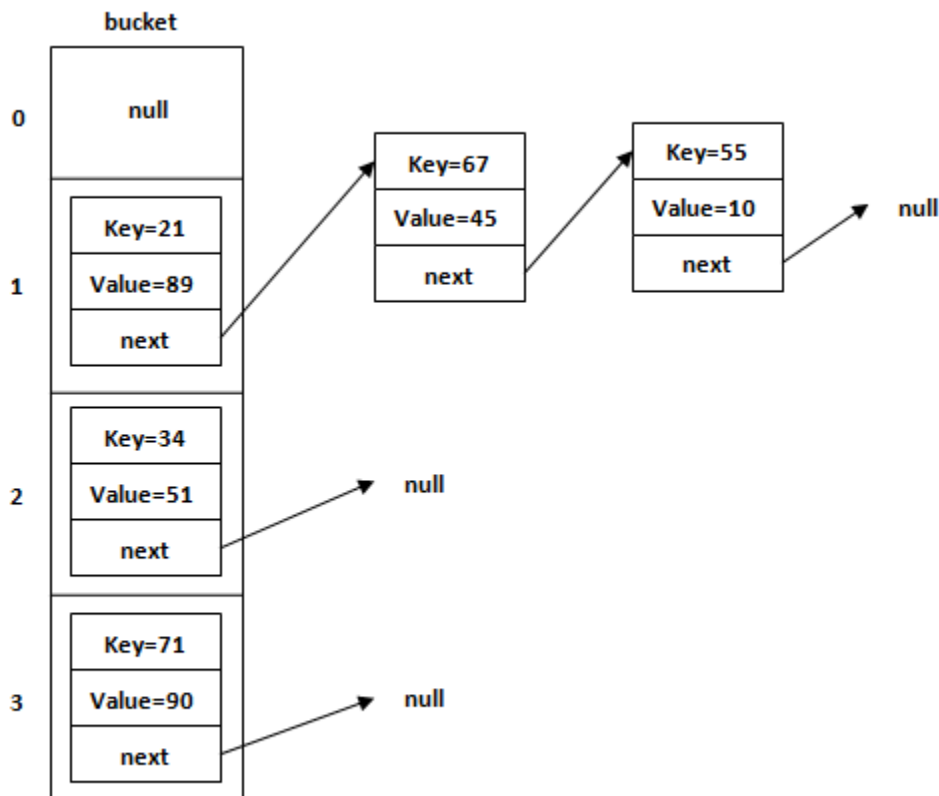 bucket
0
null
1
Key=21
Value=89
next
Key=67
Value=45
next
Key=55
Value=10
next
null
2
Key=34
Value=51
next
null
3
Key=71
Value=90
next
null